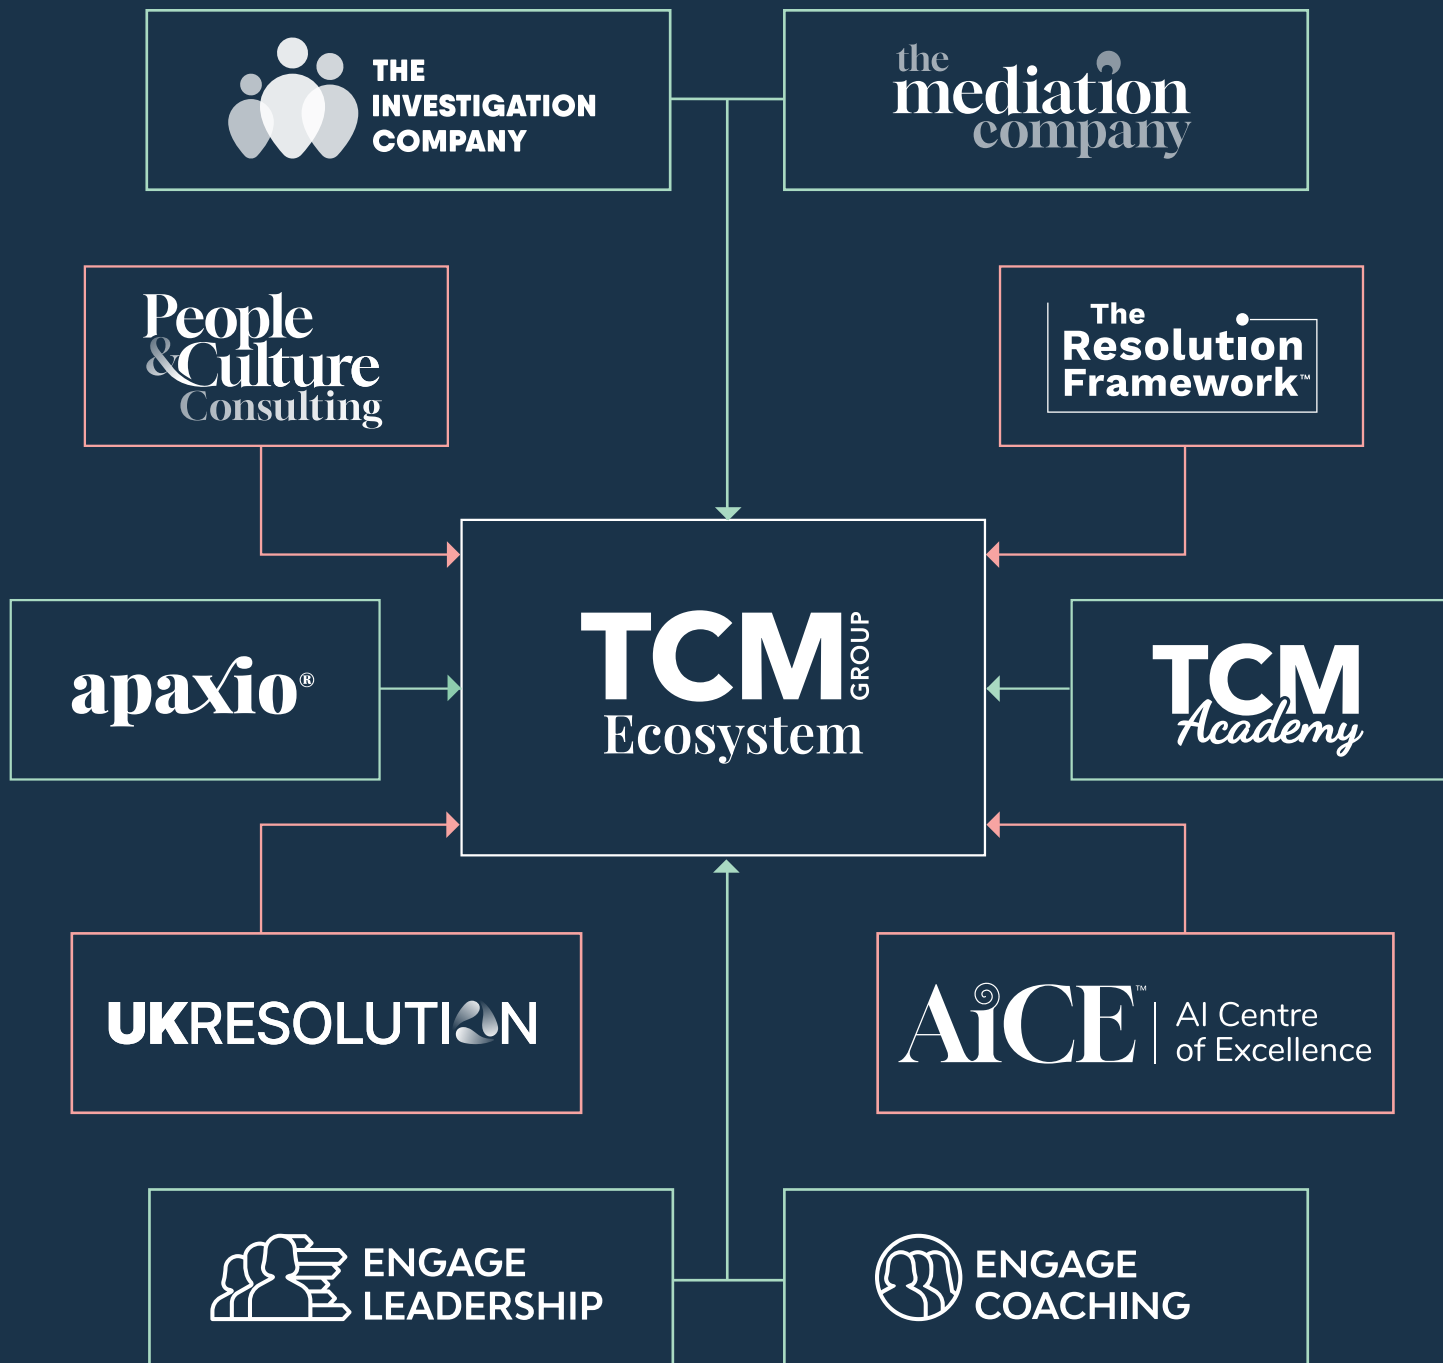 THE
INVESTIGATION
COMPANY
the
mediation
company
People
&Culture
Consulting
The
Resolution
Framework™
apaxio®
TCM GROUP
Ecosystem
TCM
Academy
UKRESOLUTION
AiCE™
AI Centre
of Excellence
ENGAGE
LEADERSHIP
ENGAGE
COACHING